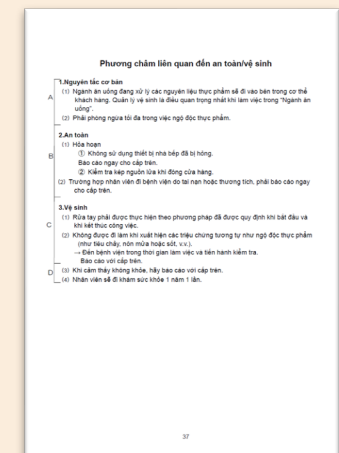 Phương châm liên quan đến an toàn/vệ sinh
1.Nguyên tắc cơ bản
A
(1) Ngành ăn uống đang xử lý các nguyên liệu thực phẩm sẽ đi vào bên trong cơ thể
khách hàng. Quản lý vệ sinh là điều quan trọng nhất khi làm việc trong “Ngành ăn
uống”.
(2) Phải phòng ngừa tối đa trong việc ngộ độc thực phẩm.
2.An toàn
(1) Hỏa hoạn
B
① Không sử dụng thiết bị nhà bếp đã bị hỏng.
Báo cáo ngay cho cấp trên.
② Kiểm tra kép nguồn lửa khi đóng cửa hàng.
(2) Trường hợp nhân viên đi bệnh viện do tai nạn hoặc thương tích, phải báo cáo ngay
cho cấp trên.
3.Vệ sinh
(1) Rửa tay phải được thực hiện theo phương pháp đã được quy định khi bắt đầu và
khi kết thúc công việc.
C
(2) Không được đi làm khi xuất hiện các triệu chứng tương tự như ngộ độc thực phẩm
(như tiêu chảy, nôn mửa hoặc sốt, v.v.).
→ Đến bệnh viện trong thời gian làm việc và tiến hành kiểm tra.
Báo cáo với cấp trên.
D
(3) Khi cảm thấy không khỏe, hãy báo cáo với cấp trên.
(4) Nhân viên sẽ đi khám sức khỏe 1 năm 1 lần.
37